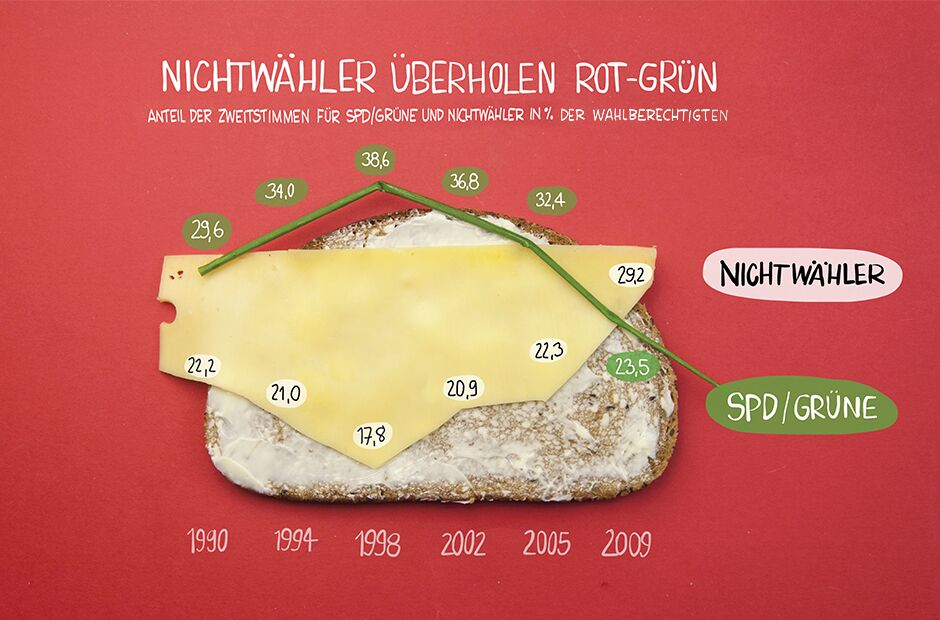 NICHTWÄHLER ÜBERHOLEN ROT-GRÜN
ANTEIL DER ZWEITSTIMMEN FÜR SPD/GRÜNE UND NICHTWÄHLER IN % DER WAHLBERECHTIGTEN
38,6
34,0
36,8
32,4
29,6
29,2
NICHTWÄHLER
22,2
21,0
17,8
20,9
22,3
23,5
SPD/GRÜNE
1990 1994 1998 2002 2005 2009